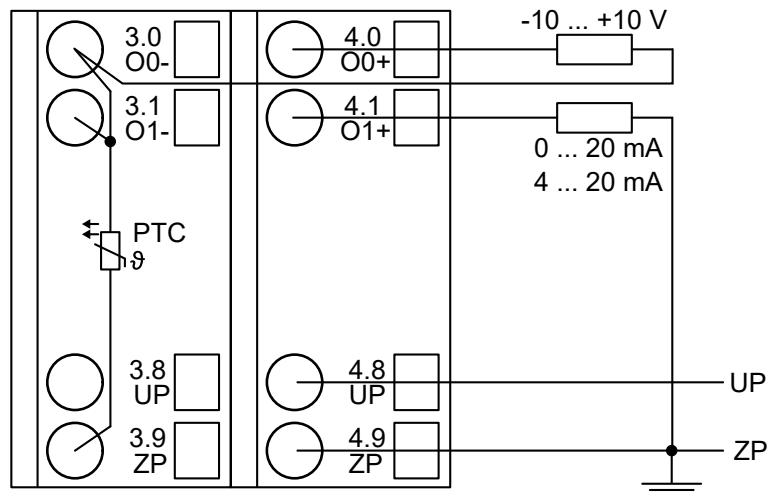 -10 ... +10 V
3.0
O0-
4.0
O0+
3.1
O1-
4.1
O1+
0 ... 20 mA
4 ... 20 mA
PTC
ϑ
3.8
UP
4.8
UP
UP
3.9
ZP
4.9
ZP
ZP